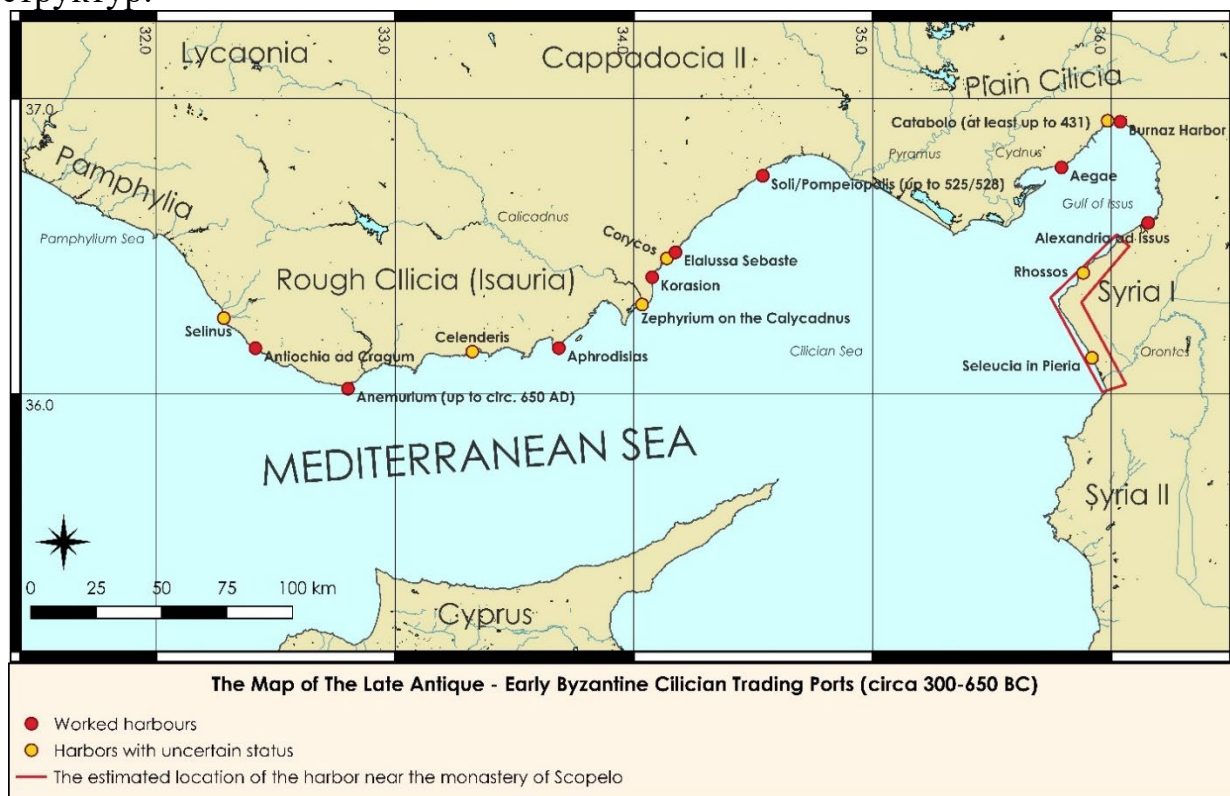 структур.
32.0
33.0
34.0
35.0
36.0
Lycaonia
Cappadocia II
Plain Cilicia
37.0
Catabolo (at least up to 431)
Burnaz Harbor
Pyramus
Cydnus
Aegae
Pamphylia
Soli/Pompeiopolis (up to 525/528)
Gulf of Issus
Calicadnus
Pamphylium Sea
Corycos
Alexandria ad Issus
Elaiussa Sebaste
Rhossos
Rough Cilicia (Isauria)
Korasion
Syria I
Selinus
Zephyrium on the Calycadnus
Celenderis
Antiochia ad Cragum
Aphrodisias
Cilician Sea
Orontes
Seleucia in Pieria
Anemurium (up to circ. 650 AD)
36.0
MEDITERRANEAN SEA
Syria II
0 25 50 75 100 km
Cyprus
The Map of The Late Antique - Early Byzantine Cilician Trading Ports (circa 300-650 BC)
Worked harbours
Harbors with uncertain status
The estimated location of the harbor near the monastery of Scopelo